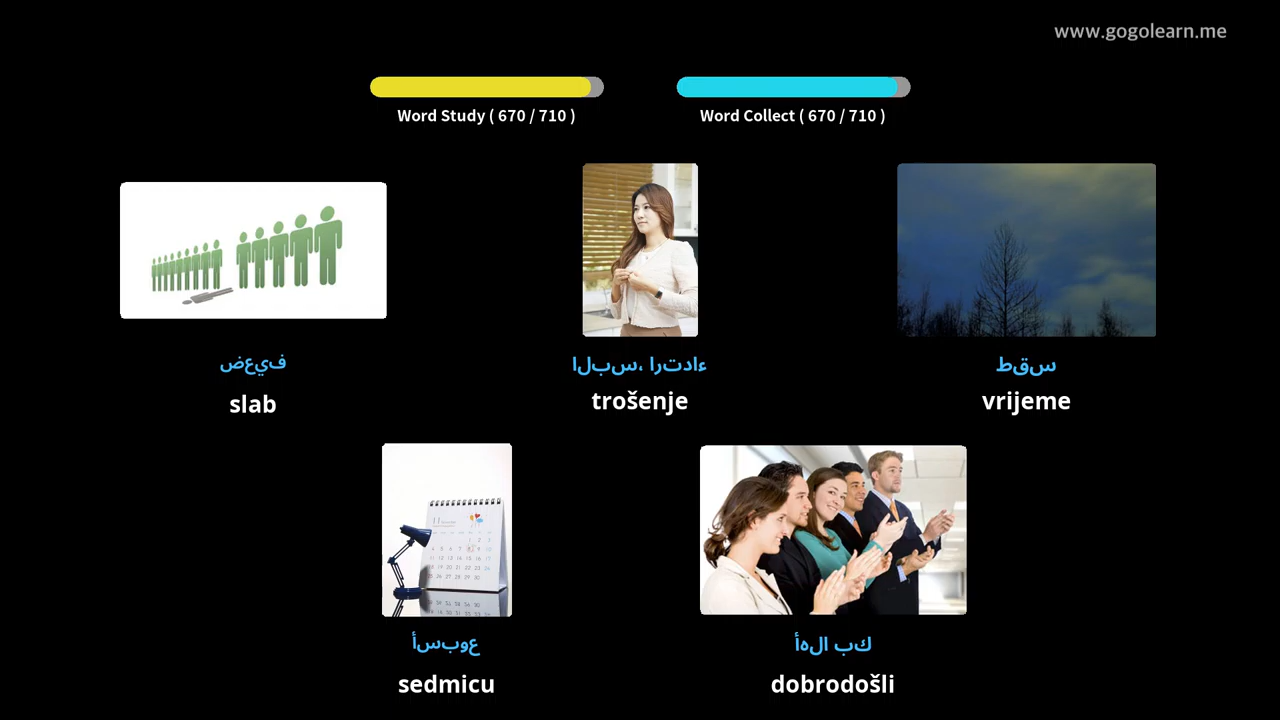 www.gogolearn.me
Word Study ( 670 / 710 )
Word Collect ( 670 / 710 )
ضعيف
slab
البس، ارتداء
trošenje
طقس
vrijeme
أسبوع
sedmicu
أهلا بك
dobrodošli